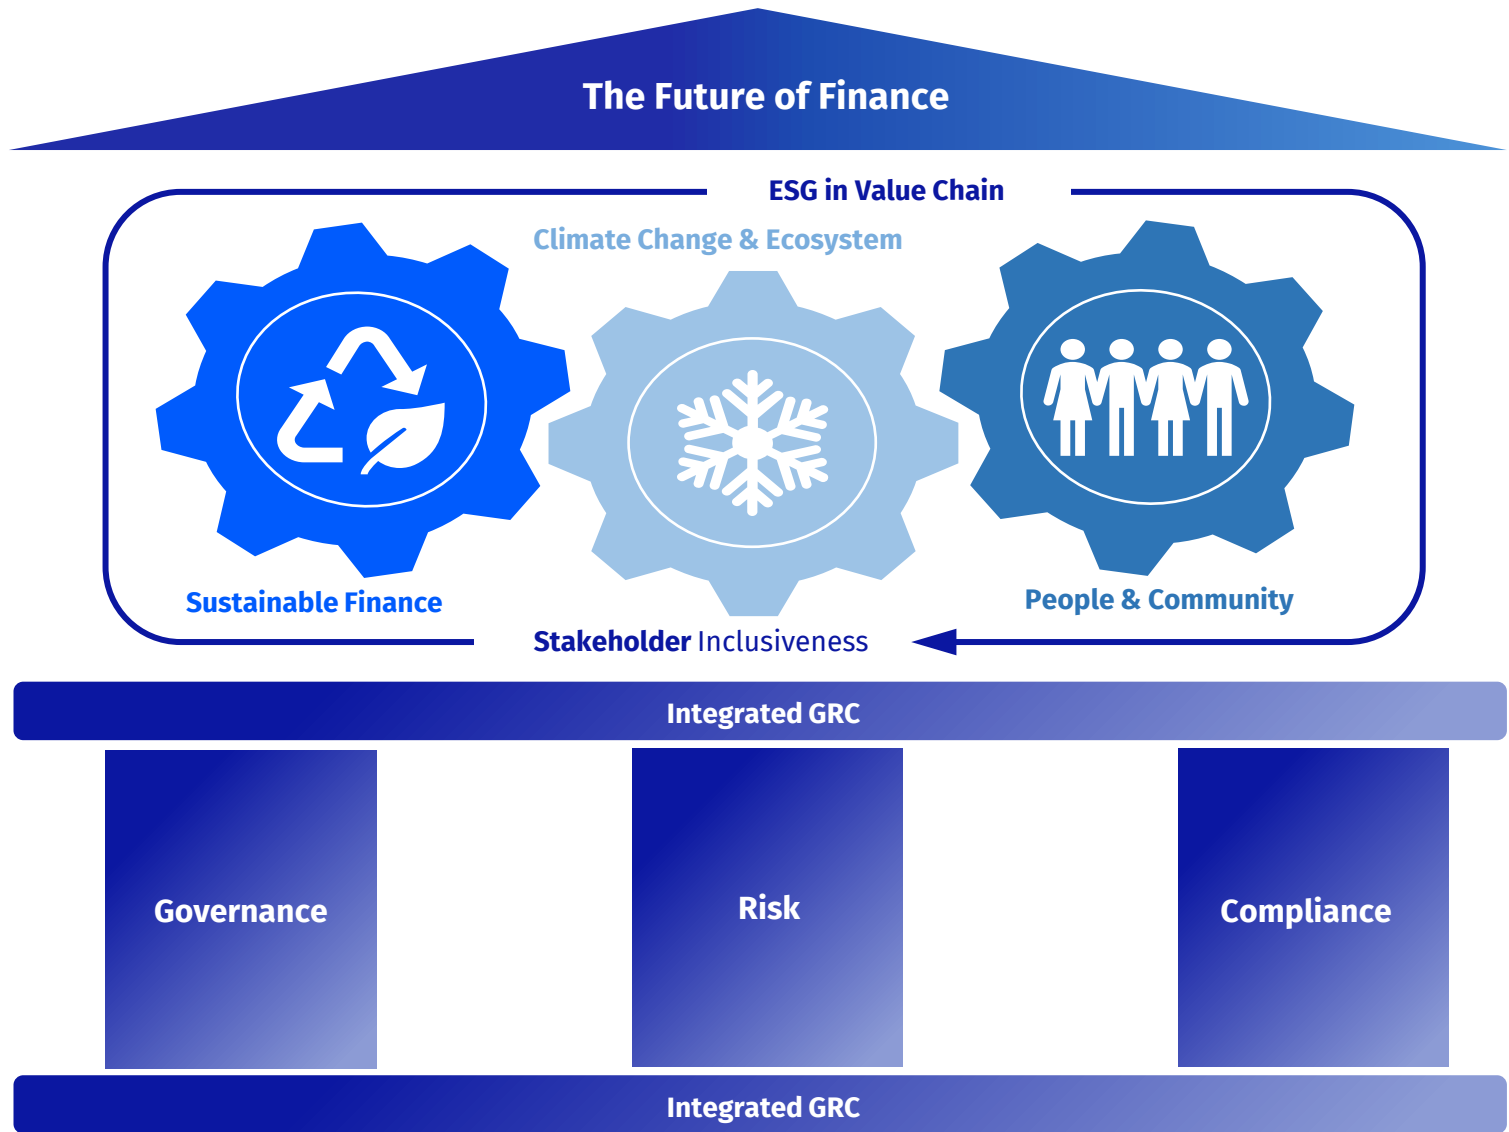 The Future of Finance
ESG in Value Chain
Climate Change & Ecosystem
Sustainable Finance
People & Community
Stakeholder Inclusiveness
Integrated GRC
Governance
Risk
Compliance
Integrated GRC